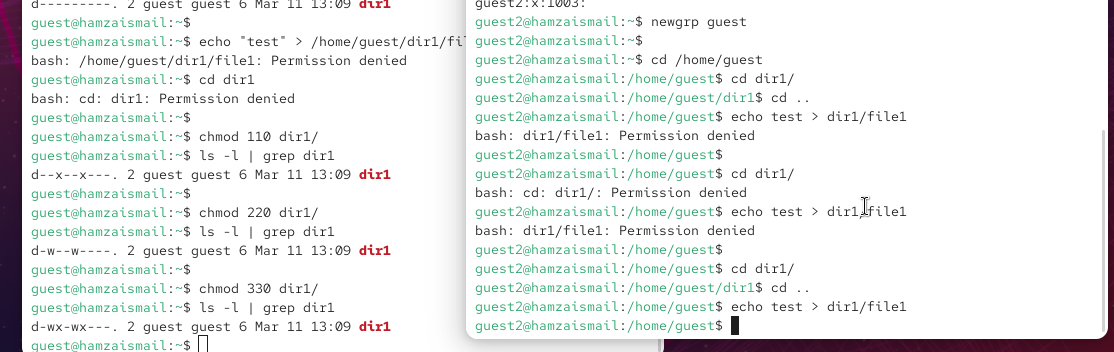 d---------. 2 guest guest 6 Mar 11 13:09 dir1
guest@hamzaismail:~$
guest@hamzaismail:~$ echo "test" > /home/guest/dir1/fi
bash: /home/guest/dir1/file1: Permission denied
guest@hamzaismail:~$ cd dir1
bash: cd: dir1: Permission denied
guest@hamzaismail:~$
guest@hamzaismail:~$ chmod 110 dir1/
guest@hamzaismail:~$ ls -l | grep dir1
d--x--x---. 2 guest guest 6 Mar 11 13:09 dir1
guest@hamzaismail:~$
guest@hamzaismail:~$ chmod 220 dir1/
guest@hamzaismail:~$ ls -l | grep dir1
d-w--w----. 2 guest guest 6 Mar 11 13:09 dir1
guest@hamzaismail:~$
guest@hamzaismail:~$ chmod 330 dir1/
guest@hamzaismail:~$ ls -l | grep dir1
d-wx-wx---. 2 guest guest 6 Mar 11 13:09 dir1
guest@hamzaismail:~$
guest2:x:1003:
guest2@hamzaismail:~$ newgrp guest
guest2@hamzaismail:~$
guest2@hamzaismail:~$ cd /home/guest
guest2@hamzaismail:/home/guest$ cd dir1/
guest2@hamzaismail:/home/guest/dir1$ cd ..
guest2@hamzaismail:/home/guest$ echo test > dir1/file1
bash: dir1/file1: Permission denied
guest2@hamzaismail:/home/guest$
guest2@hamzaismail:/home/guest$ cd dir1/
bash: cd: dir1/: Permission denied
guest2@hamzaismail:/home/guest$ echo test > dir1/file1
bash: dir1/file1: Permission denied
guest2@hamzaismail:/home/guest$
guest2@hamzaismail:/home/guest$ cd dir1/
guest2@hamzaismail:/home/guest/dir1$ cd ..
guest2@hamzaismail:/home/guest$ echo test > dir1/file1
guest2@hamzaismail:/home/guest$